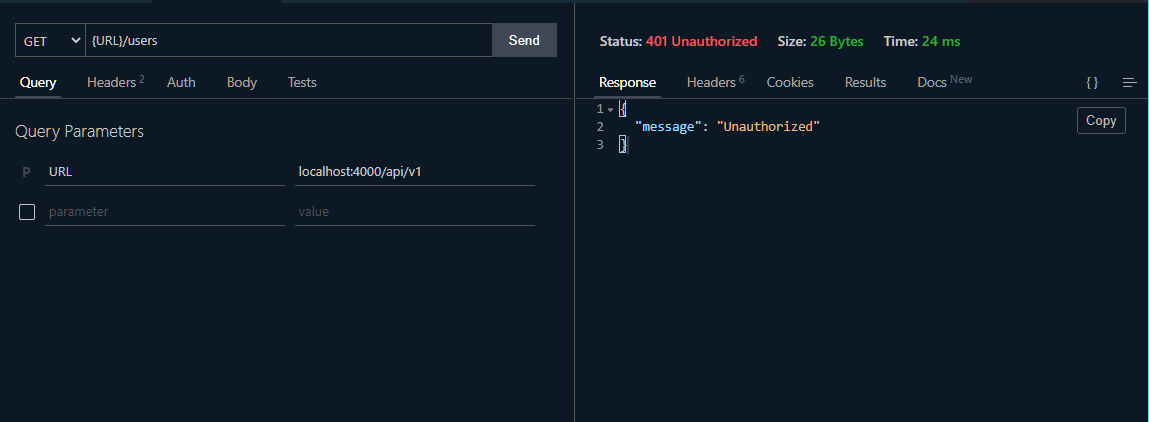 GET {URL}/users Send
Query Headers 2 Auth Body Tests
Query Parameters
P URL localhost:4000/api/v1
parameter value
Status: 401 Unauthorized Size: 26 Bytes Time: 24 ms
Response Headers 6 Cookies Results Docs New {}
1 {
2 "message": "Unauthorized"
3 }
Copy